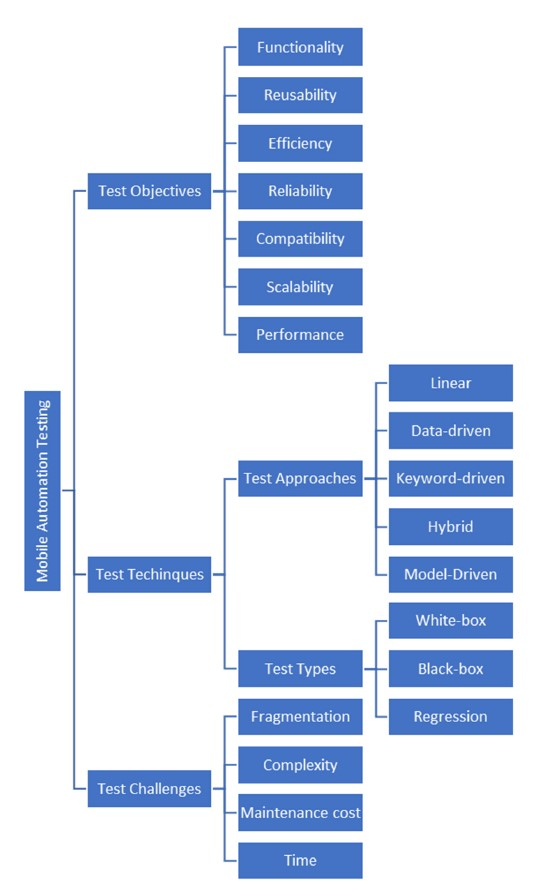 Mobile Automation Testing
Test Objectives
Functionality
Reusability
Efficiency
Reliability
Compatibility
Scalability
Performance
Test Techinques
Test Approaches
Linear
Data-driven
Keyword-driven
Hybrid
Model-Driven
Test Types
White-box
Black-box
Regression
Test Challenges
Fragmentation
Complexity
Maintenance cost
Time